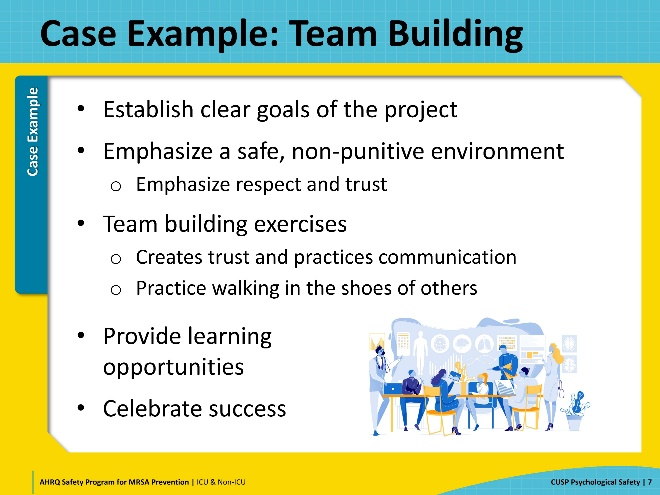 Case Example: Team Building
Case Example
• Establish clear goals of the project
• Emphasize a safe, non-punitive environment
o Emphasize respect and trust
• Team building exercises
o Creates trust and practices communication
o Practice walking in the shoes of others
• Provide learning
opportunities
• Celebrate success
AHRQ Safety Program for MRSA Prevention | ICU & Non-ICU
CUSP Psychological Safety | 7